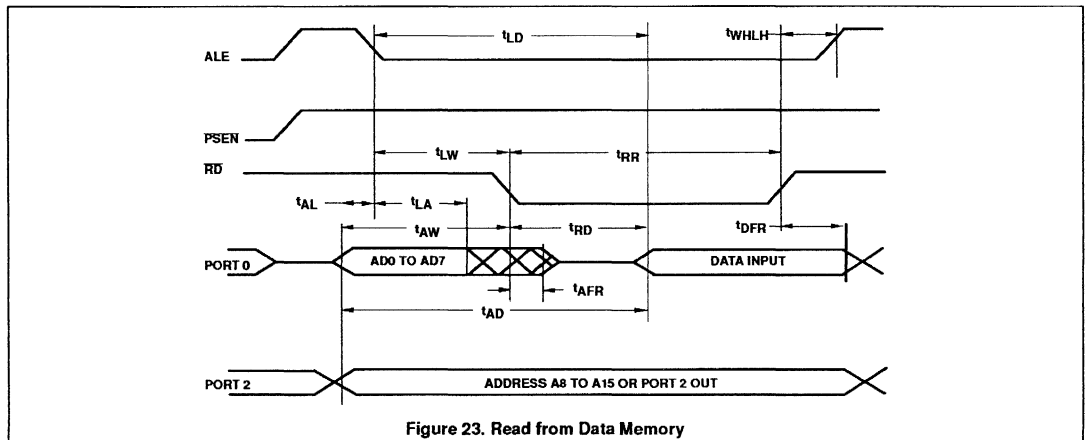 tLD
tWHLH
ALE
PSEN
tLW
tRR
RD
tAL
tLA
tAW
tRD
tDFR
PORT 0
AD0 TO AD7
DATA INPUT
tAFR
tAD
PORT 2
ADDRESS A8 TO A15 OR PORT 2 OUT
Figure 23. Read from Data Memory